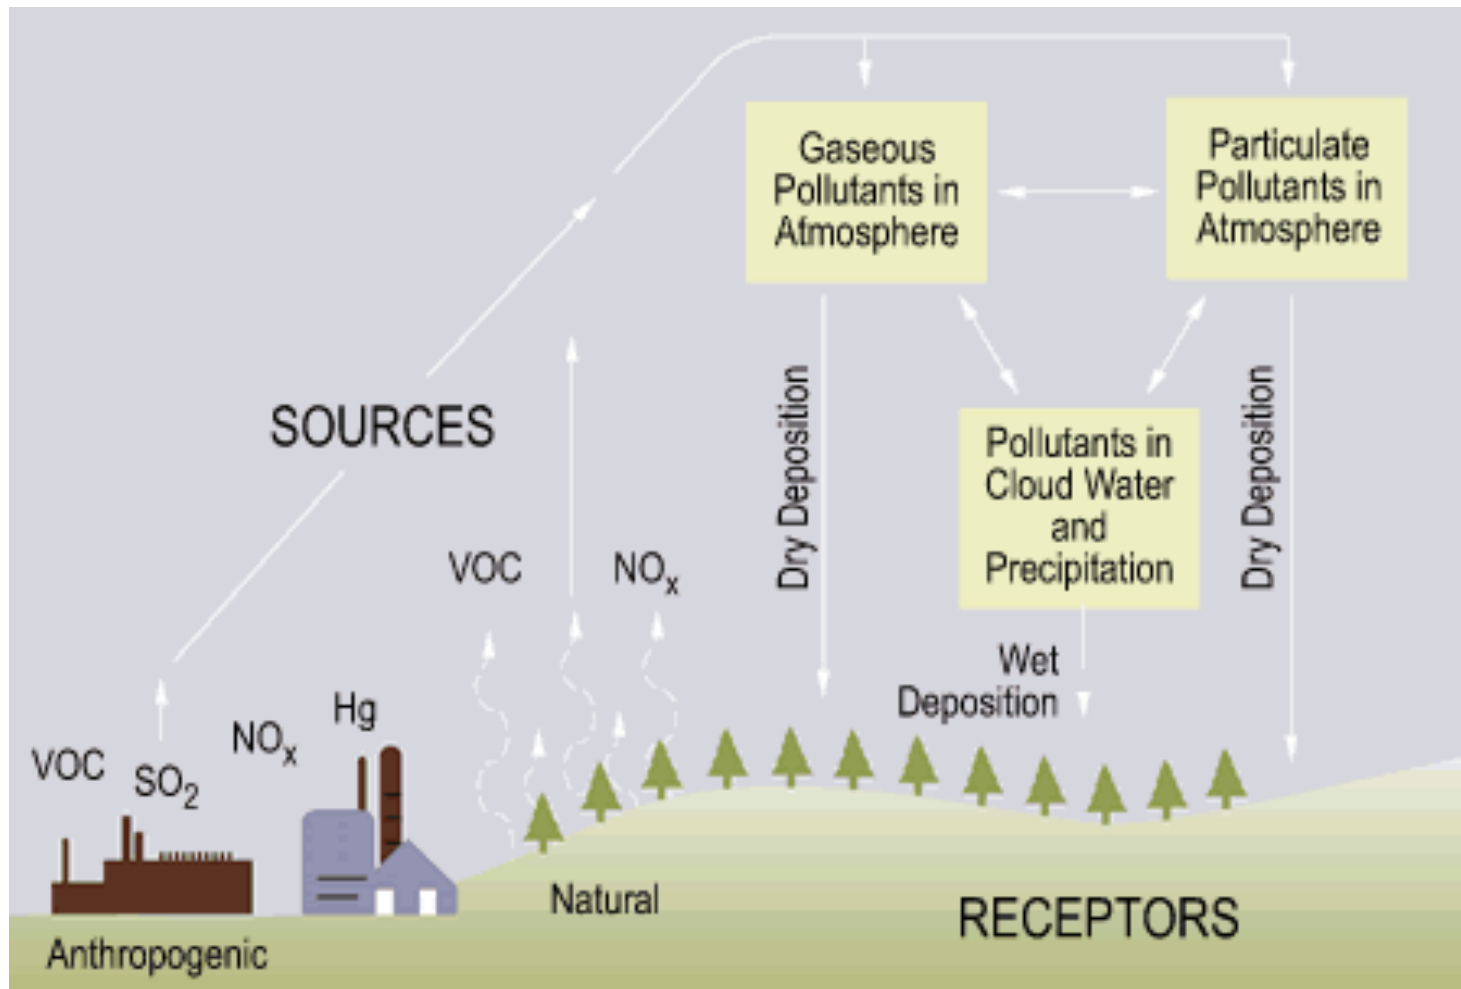 Gaseous
Pollutants in
Atmosphere
Particulate
Pollutants in
Atmosphere
SOURCES
Dry Deposition
Pollutants in
Cloud Water
and
Precipitation
Dry Deposition
VOC
NOx
Wet
Deposition
Hg
NOx
VOC
SO2
Natural
RECEPTORS
Anthropogenic